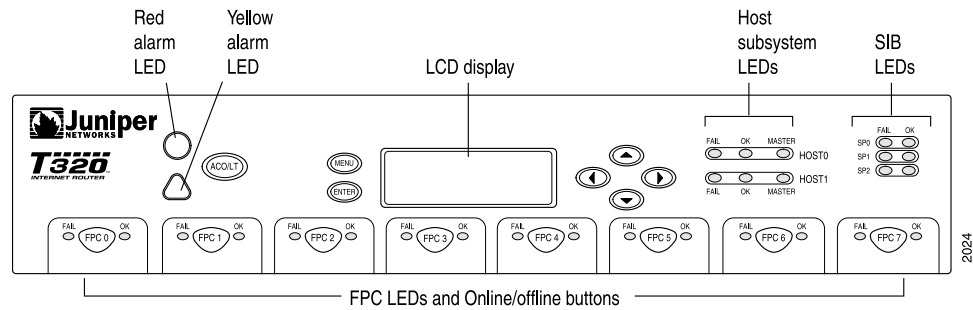 Red
alarm
LED
Yellow
alarm
LED
LCD display
Host
subsystem
LEDs
SIB
LEDs
Juniper
NETWORKS
T320
INTERNET ROUTER
ACO/LT
MENU
ENTER
FAIL OK MASTER
HOST0
HOST1
FAIL OK MASTER
FAIL OK
SP0
SP1
SP2
FAIL FPC 0 OK
FAIL FPC 1 OK
FAIL FPC 2 OK
FAIL FPC 3 OK
FAIL FPC 4 OK
FAIL FPC 5 OK
FAIL FPC 6 OK
FAIL FPC 7 OK
2024
FPC LEDs and Online/offline buttons